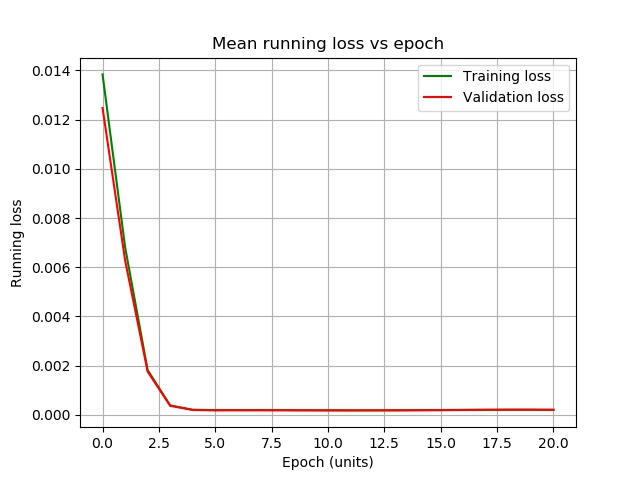 Mean running loss vs epoch
Training loss
Validation loss
0.014
0.012
0.010
0.008
0.006
0.004
0.002
0.000
Running loss
0.0 2.5 5.0 7.5 10.0 12.5 15.0 17.5 20.0
Epoch (units)